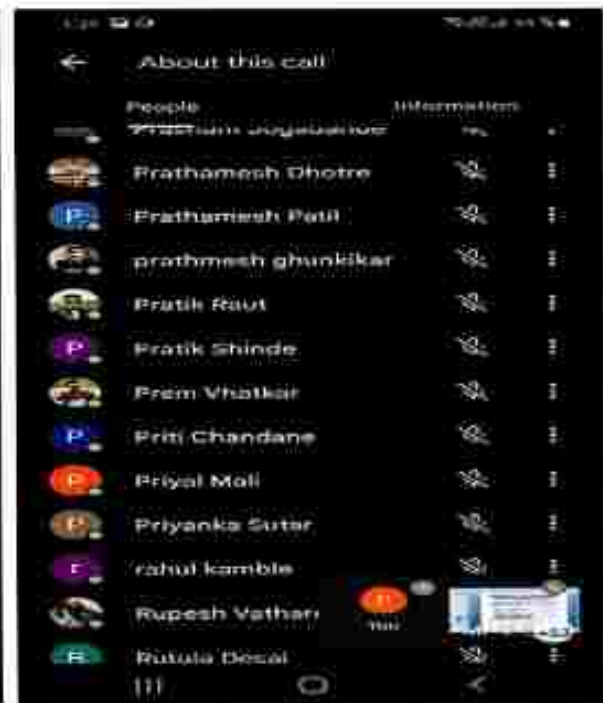 About this call
People Information
Prathamesh Dhotre
P Prathamesh Patil
prathmesh ghunkikar
Pratik Raut
P Pratik Shinde
Prem Vhatkar
P Priti Chandane
P Priyal Mali
P Priyanka Sutar
r rahul kamble
Rupesh
You
R Rutuja Desai